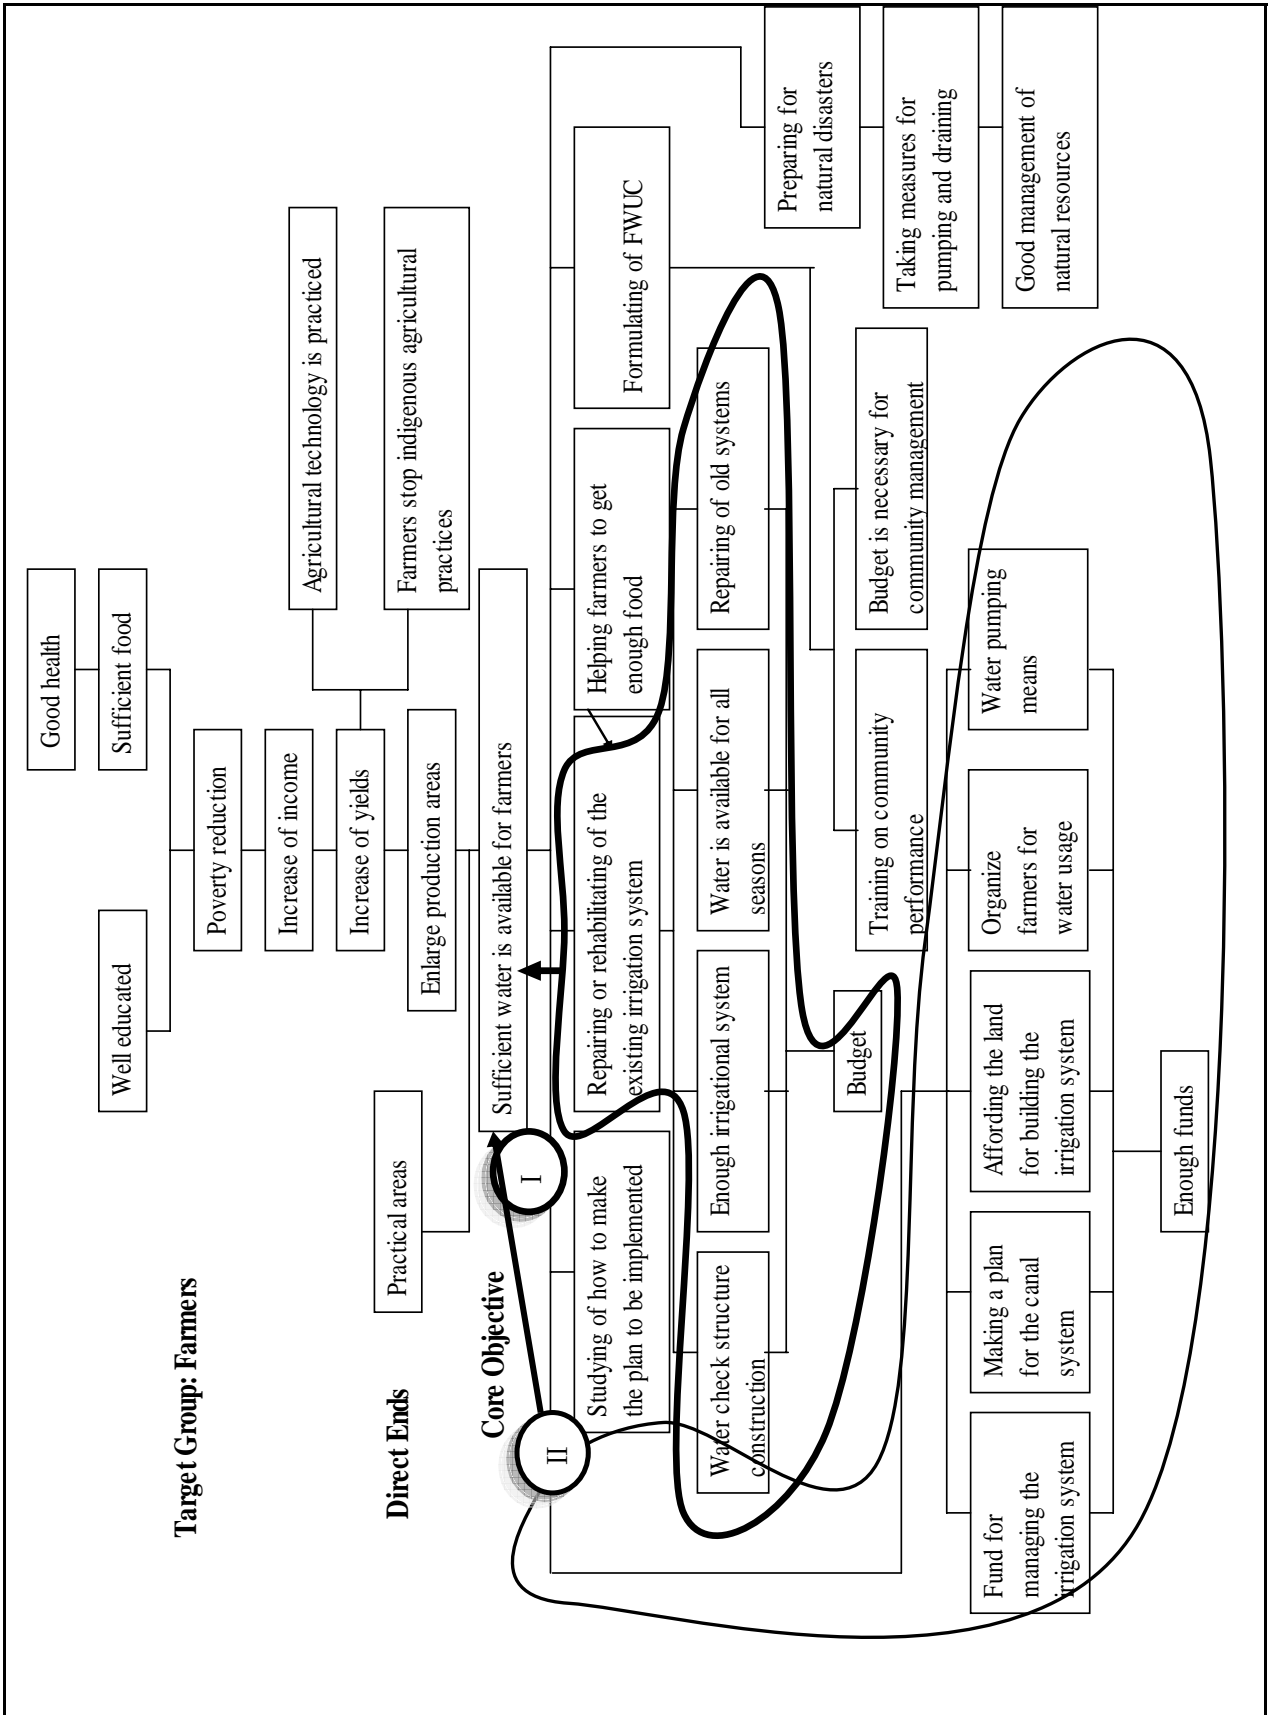 Good health
Well educated
Sufficient food
Target Group: Farmers
Poverty reduction
Increase of income
Agricultural technology is practiced
Increase of yields
Farmers stop indigenous agricultural
practices
Direct Ends
Practical areas
Enlarge production areas
Core Objective
Sufficient water is available for farmers
I
II
Studying of how to make
the plan to be implemented
Repairing or rehabilitating of the
existing irrigation system
Helping farmers to get
enough food
Formulating of FWUC
Water check structure
construction
Enough irrigational system
Water is available for all
seasons
Repairing of old systems
Preparing for
natural disasters
Budget
Training on community
performance
Budget is necessary for
community management
Taking measures for
pumping and draining
Fund for
managing the
irrigation system
Making a plan
for the canal
system
Affording the land
for building the
irrigation system
Organize
farmers for
water usage
Water pumping
means
Good management of
natural resources
Enough funds